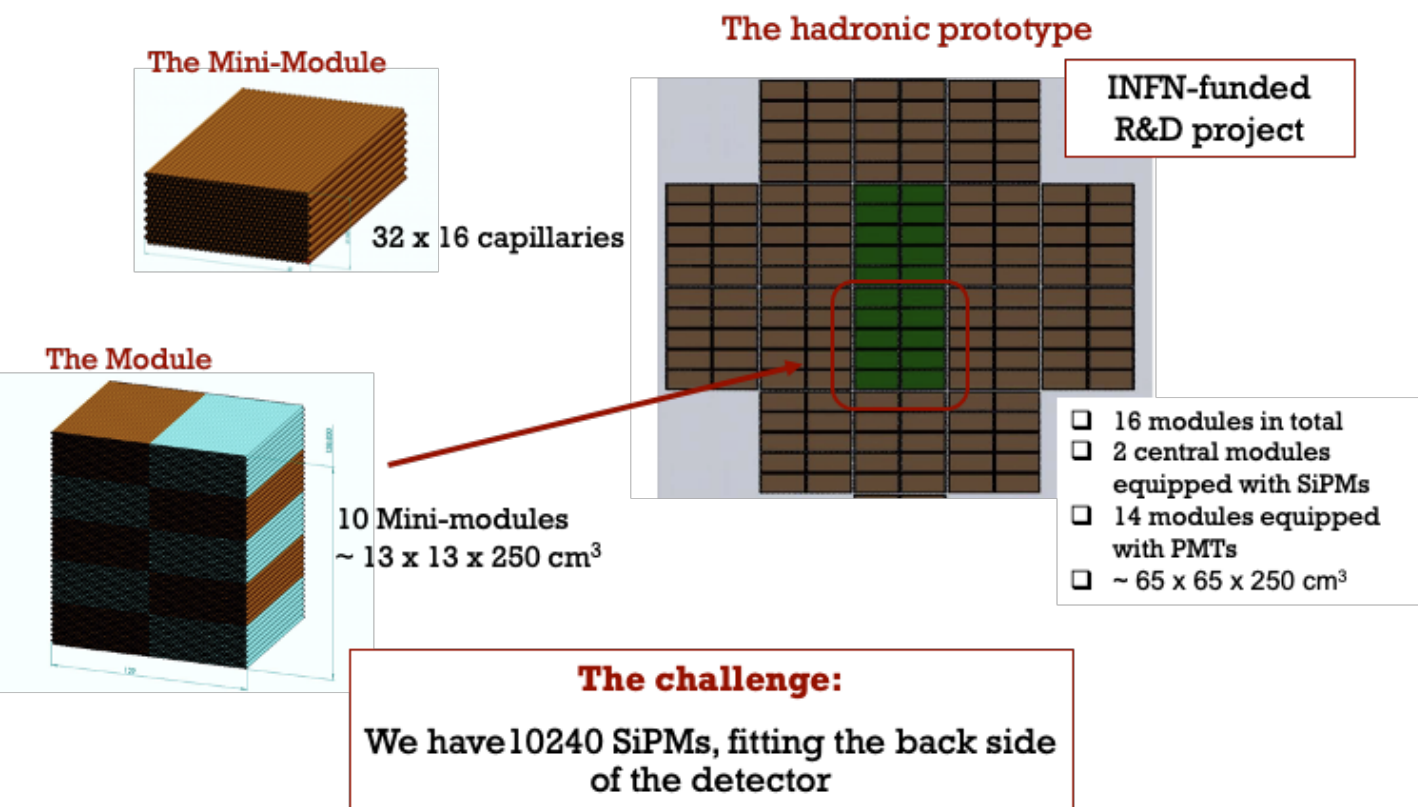 The hadronic prototype
The Mini-Module
INFN-funded
R&D project
32 x 16 capillaries
The Module
10 Mini-modules
~ 13 x 13 x 250 cm³
❑ 16 modules in total
❑ 2 central modules
equipped with SiPMs
❑ 14 modules equipped
with PMTs
❑ ~ 65 x 65 x 250 cm³
The challenge:
We have10240 SiPMs, fitting the back side
of the detector